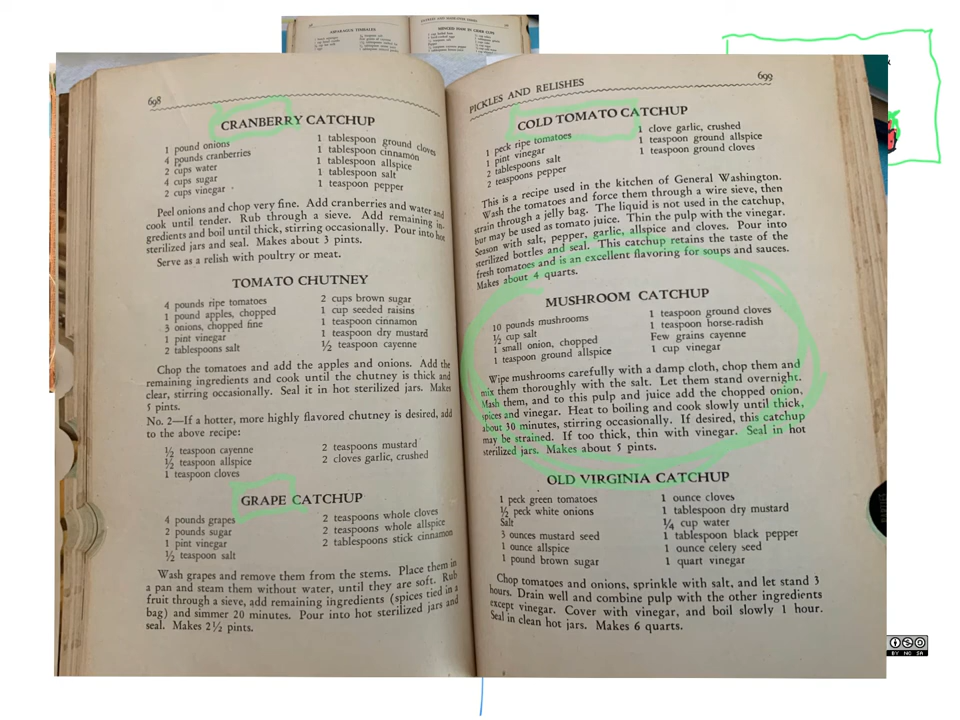 ASPARAGUS TIMBALES
MINCED HAM IN CIDER CUPS
698
CRANBERRY CATCHUP
1 pound onions
4 pounds cranberries
2 cups water
4 cups sugar
2 cups vinegar
1 tablespoon ground cloves
1 tablespoon cinnamon
1 tablespoon allspice
1 tablespoon salt
1 teaspoon pepper
Peel onions and chop very fine. Add cranberries and water and
cook until tender. Rub through a sieve. Add remaining in-
gredients and boil until thick, stirring occasionally. Pour into hot
sterilized jars and seal. Makes about 3 pints.
Serve as a relish with poultry or meat.
TOMATO CHUTNEY
4 pounds ripe tomatoes
1 pound apples, chopped
3 onions, chopped fine
1 pint vinegar
2 tablespoons salt
2 cups brown sugar
1 cup seeded raisins
1 teaspoon cinnamon
1 teaspoon dry mustard
½ teaspoon cayenne
Chop the tomatoes and add the apples and onions. Add the
remaining ingredients and cook until the chutney is thick and
clear, stirring occasionally. Seal it in hot sterilized jars. Makes
5 pints.
No. 2—If a hotter, more highly flavored chutney is desired, add
to the above recipe:
½ teaspoon cayenne
½ teaspoon allspice
1 teaspoon cloves
2 teaspoons mustard
2 cloves garlic, crushed
GRAPE CATCHUP
4 pounds grapes
2 pounds sugar
1 pint vinegar
½ teaspoon salt
2 teaspoons whole cloves
2 teaspoons whole allspice
2 tablespoons stick cinnamon
Wash grapes and remove them from the stems. Place them in
a pan and steam them without water, until they are soft. Rub
fruit through a sieve, add remaining ingredients (spices tied in a
bag) and simmer 20 minutes. Pour into hot sterilized jars and
seal. Makes 2½ pints.
PICKLES AND RELISHES
699
COLD TOMATO CATCHUP
1 peck ripe tomatoes
1 pint vinegar
2 tablespoons salt
2 teaspoons pepper
1 clove garlic, crushed
1 teaspoon ground allspice
1 teaspoon ground cloves
This is a recipe used in the kitchen of General Washington.
Wash the tomatoes and force them through a wire sieve, then
strain through a jelly bag. The liquid is not used in the catchup,
but may be used as tomato juice. Thin the pulp with the vinegar.
Season with salt, pepper, garlic, allspice and cloves. Pour into
sterilized bottles and seal. This catchup retains the taste of the
fresh tomatoes and is an excellent flavoring for soups and sauces.
Makes about 4 quarts.
MUSHROOM CATCHUP
10 pounds mushrooms
½ cup salt
1 small onion, chopped
1 teaspoon ground allspice
1 teaspoon ground cloves
1 teaspoon horse-radish
Few grains cayenne
1 cup vinegar
Wipe mushrooms carefully with a damp cloth, chop them and
mix them thoroughly with the salt. Let them stand overnight.
Mash them, and to this pulp and juice add the chopped onion,
spices and vinegar. Heat to boiling and cook slowly until thick,
about 30 minutes, stirring occasionally. If desired, this catchup
may be strained. If too thick, thin with vinegar. Seal in hot
sterilized jars. Makes about 5 pints.
OLD VIRGINIA CATCHUP
1 peck green tomatoes
½ peck white onions
Salt
3 ounces mustard seed
1 ounce allspice
1 pound brown sugar
1 ounce cloves
1 tablespoon dry mustard
¼ cup water
1 tablespoon black pepper
1 ounce celery seed
1 quart vinegar
Chop tomatoes and onions, sprinkle with salt, and let stand 3
hours. Drain well and combine pulp with the other ingredients
except vinegar. Cover with vinegar, and boil slowly 1 hour.
Seal in clean hot jars. Makes 6 quarts.
BY NC SA